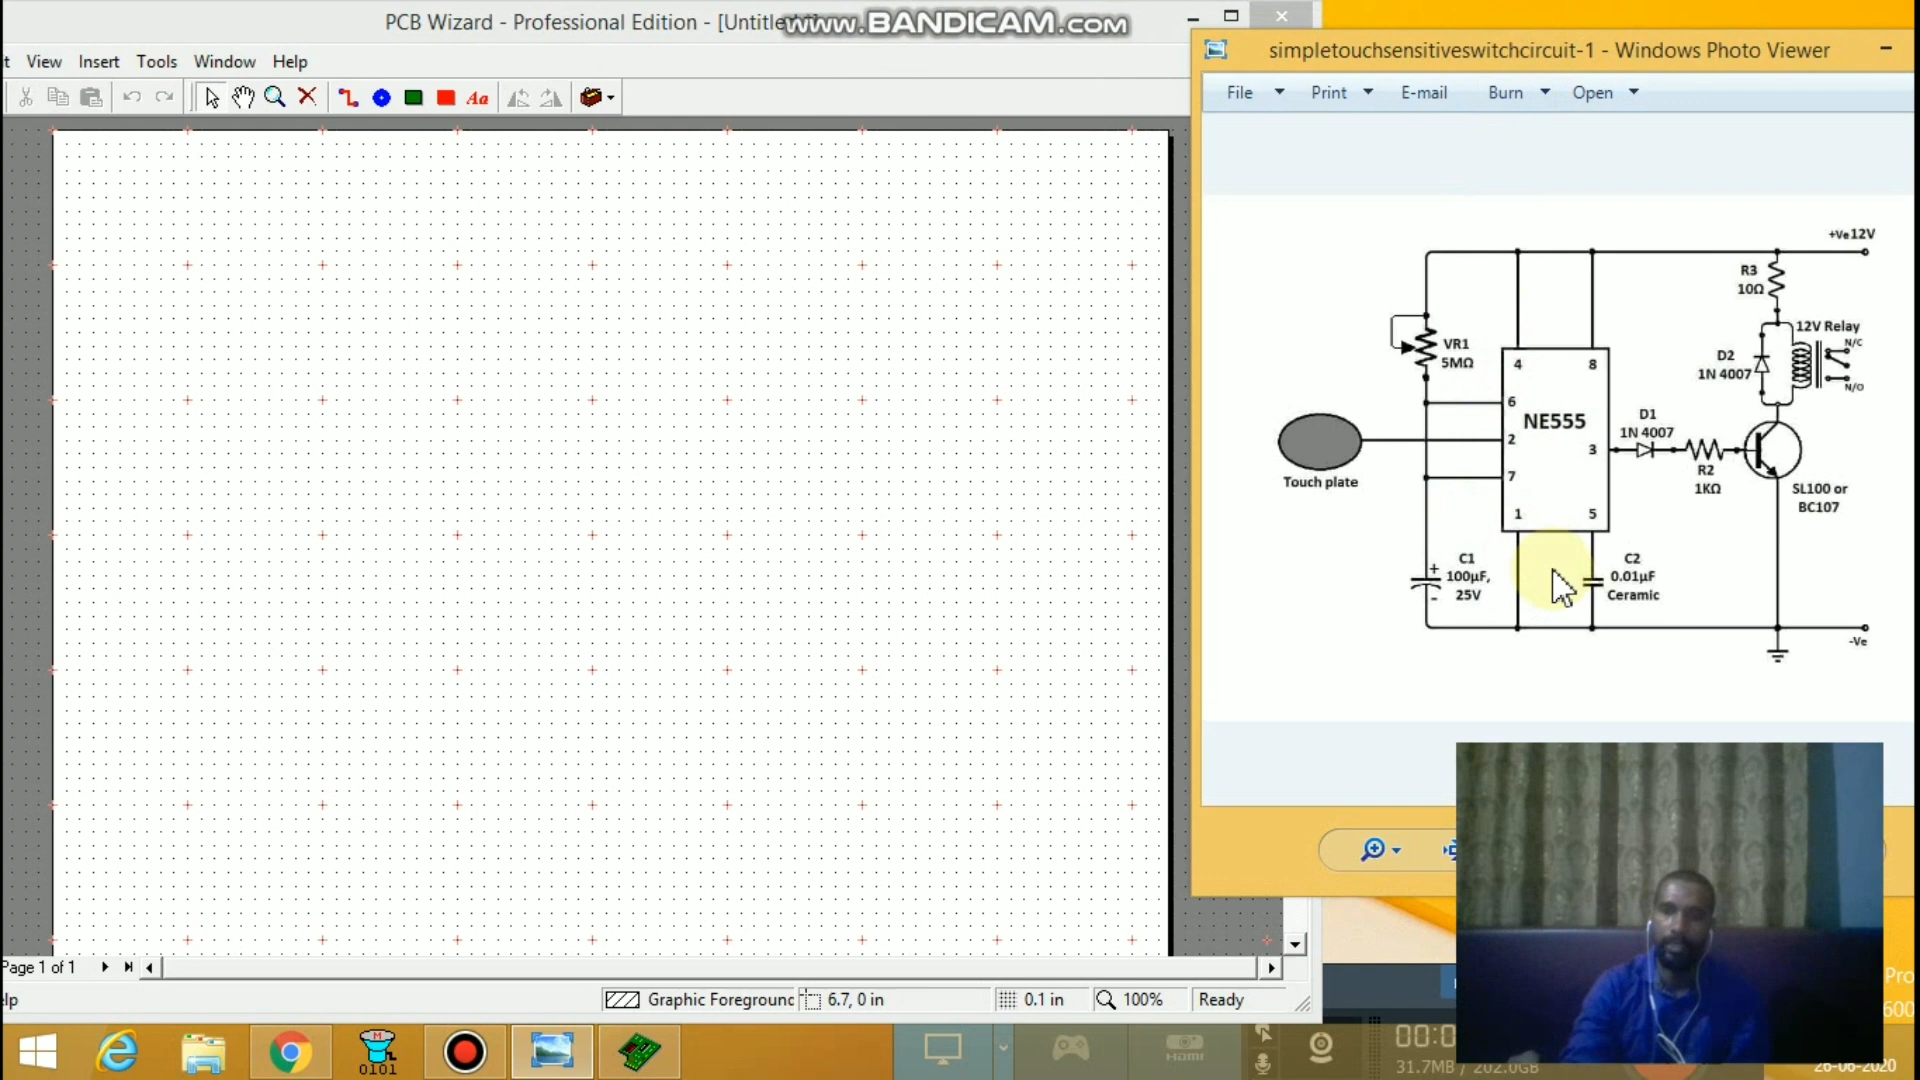 PCB Wizard - Professional Edition - [Untitled
www.BANDICAM.com
View Insert Tools Window Help
Aa
Page 1 of 1
Graphic Foreground
6.7, 0 in
0.1 in
100%
Ready
simpletouchsensitiveswitchcircuit-1 - Windows Photo Viewer
File Print E-mail Burn Open
+Ve12V
R3
10Ω
12V Relay
N/C
VR1
5MΩ
D2
1N 4007
N/O
4 8
6
NE555
D1
1N 4007
2
3
Touch plate
7
R2
1KΩ
SL100 or
BC107
1 5
C1
100µF,
25V
+
-
C2
0.01µF
Ceramic
-Ve
M
0101
HDMI
00:0
31.7MB / 202.0GB
Pro
600
26-06-2020